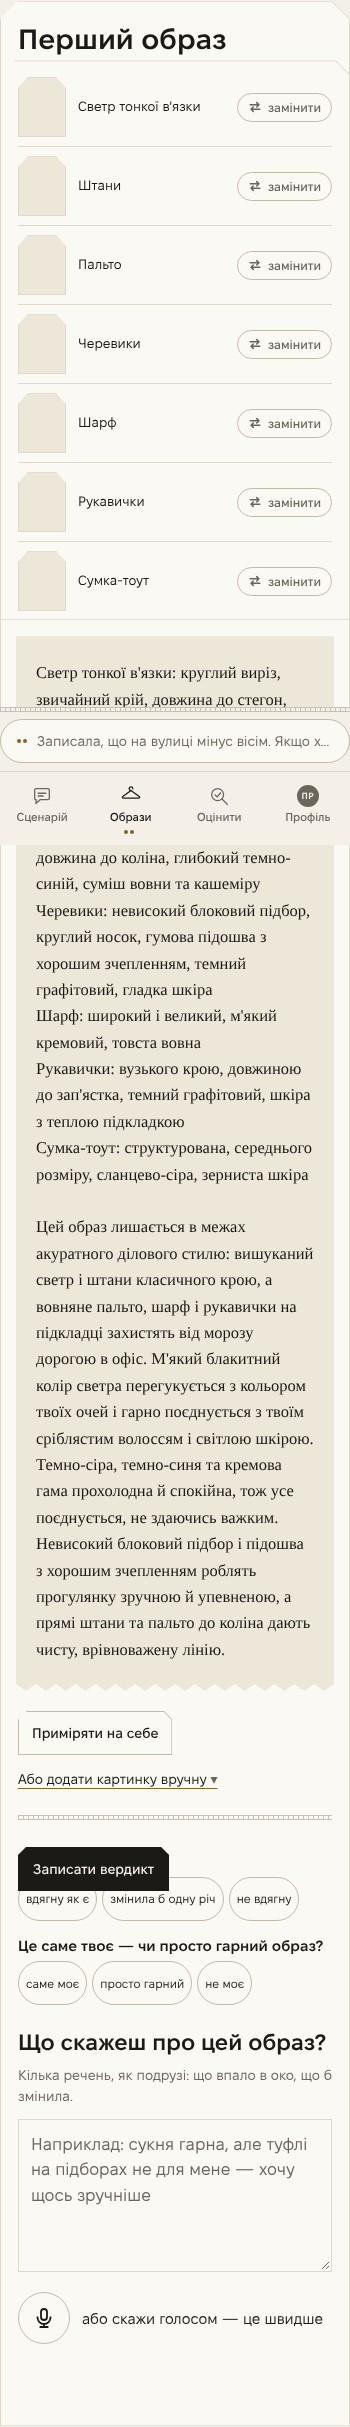 Перший образ
Светр тонкої в'язки
замінити
Штани
замінити
Пальто
замінити
Черевики
замінити
Шарф
замінити
Рукавички
замінити
Сумка-тоут
замінити
Светр тонкої в'язки: круглий виріз,
звичайний крій, довжина до стегон,
Записала, що на вулиці мінус вісім. Якщо х...
Сценарій
Образи
Оцінити
ПР
Профіль
довжина до коліна, глибокий темно-
синій, суміш вовни та кашеміру
Черевики: невисокий блоковий підбор,
круглий носок, гумова підошва з
хорошим зчепленням, темний
графітовий, гладка шкіра
Шарф: широкий і великий, м'який
кремовий, товста вовна
Рукавички: вузького крою, довжиною
до зап'ястка, темний графітовий, шкіра
з теплою підкладкою
Сумка-тоут: структурована, середнього
розміру, сланцево-сіра, зерниста шкіра
Цей образ лишається в межах
акуратного ділового стилю: вишуканий
светр і штани класичного крою, а
вовняне пальто, шарф і рукавички на
підкладці захистять від морозу
дорогою в офіс. М'який блакитний
колір светра перегукується з кольором
твоїх очей і гарно поєднується з твоїм
сріблястим волоссям і світлою шкірою.
Темно-сіра, темно-синя та кремова
гама прохолодна й спокійна, тож усе
поєднується, не здаючись важким.
Невисокий блоковий підбор і підошва
з хорошим зчепленням роблять
прогулянку зручною й упевненою, а
прямі штани та пальто до коліна дають
чисту, врівноважену лінію.
Приміряти на себе
Або додати картинку вручну ▾
Записати вердикт
вдягну як є
змінила б одну річ
не вдягну
Це саме твоє — чи просто гарний образ?
саме моє
просто гарний
не моє
Що скажеш про цей образ?
Кілька речень, як подрузі: що впало в око, що б
змінила.
Наприклад: сукня гарна, але туфлі
на підборах не для мене — хочу
щось зручніше
або скажи голосом — це швидше